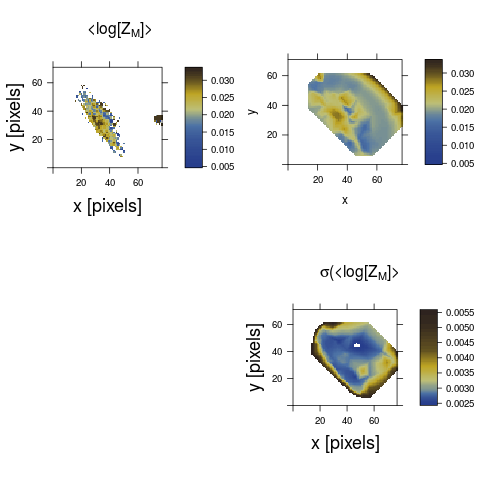 <log[Z_M]>
60
40
20
20 40 60
y [pixels]
x [pixels]
0.030
0.025
0.020
0.015
0.010
0.005
60
40
20
20 40 60
y
x
0.030
0.025
0.020
0.015
0.010
0.005
σ(<log[Z_M]>
60
40
20
20 40 60
y [pixels]
x [pixels]
0.0055
0.0050
0.0045
0.0040
0.0035
0.0030
0.0025